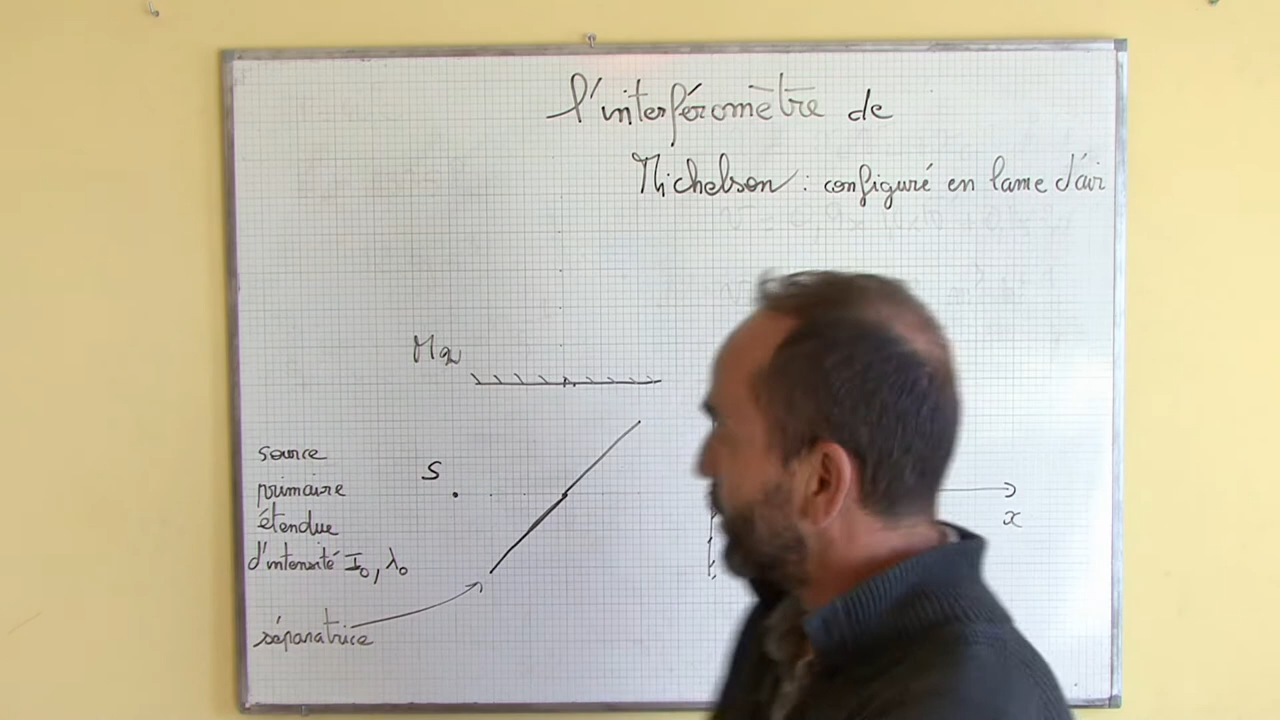 l'interféromètre de
Michelson : configuré en lame d'air
M2
S
source
primaire
étendue
d'intensité I0, λ0
séparatrice
x